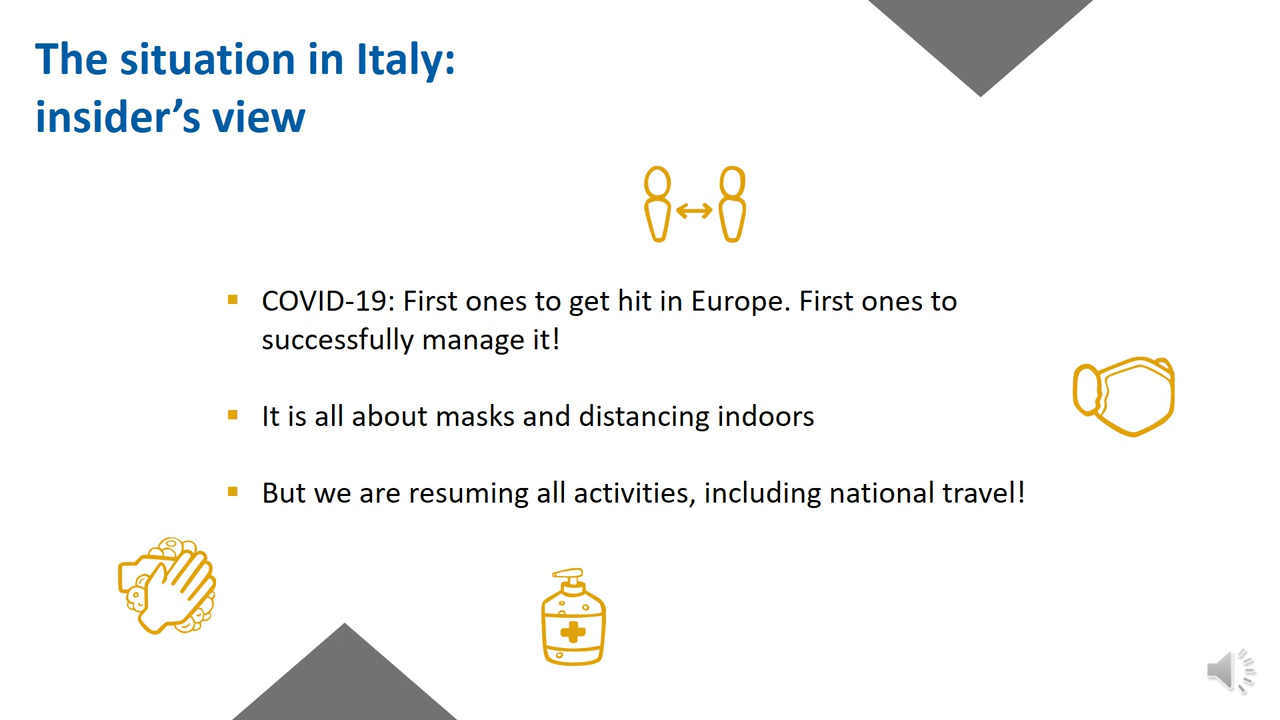 The situation in Italy:
insider’s view
COVID-19: First ones to get hit in Europe. First ones to
successfully manage it!
It is all about masks and distancing indoors
But we are resuming all activities, including national travel!